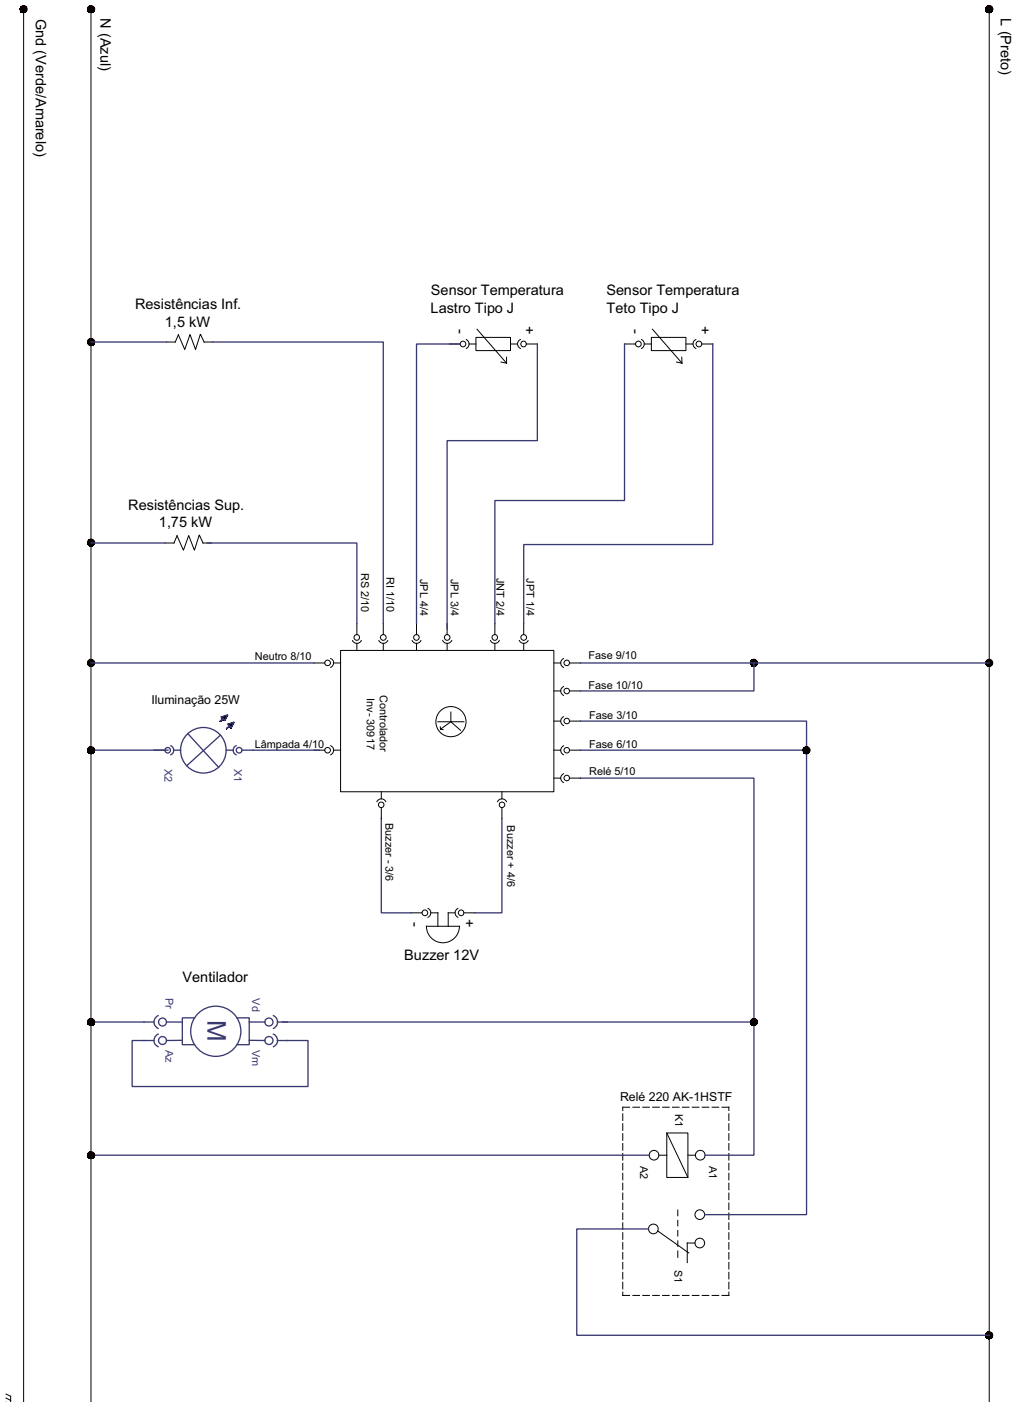 L (Preto)
N (Azul)
Gnd (Verde/Amarelo)
Sensor Temperatura
Lastro Tipo J
- +
Sensor Temperatura
Teto Tipo J
- +
Resistências Inf.
1,5 kW
Resistências Sup.
1,75 kW
RS 2/10
RI 1/10
JPL 4/4
JPL 3/4
JNT 2/4
JPT 1/4
Neutro 8/10
Fase 9/10
Fase 10/10
Fase 3/10
Fase 6/10
Relé 5/10
Iluminação 25W
Lâmpada 4/10
X2
X1
Controlador
Inv- 30917
Buzzer - 3/6
Buzzer + 4/6
- +
Buzzer 12V
Ventilador
Pr
Vd
M
Az
Vm
Relé 220 AK-1HSTF
K1
A2
A1
S1